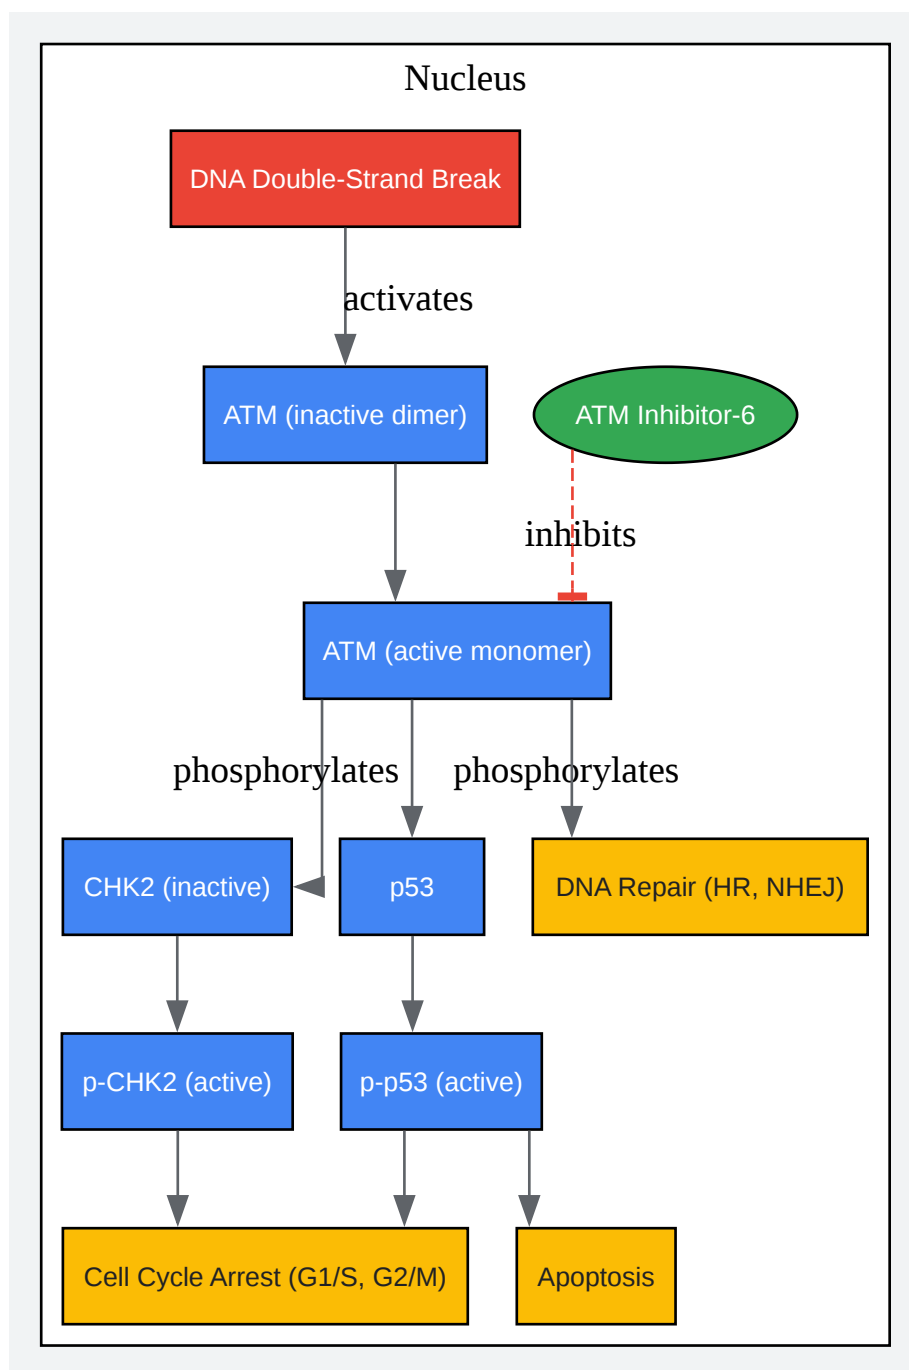 Nucleus
DNA Double-Strand Break
activates
ATM (inactive dimer)
ATM Inhibitor-6
inhibits
ATM (active monomer)
phosphorylates
phosphorylates
CHK2 (inactive)
p53
DNA Repair (HR, NHEJ)
p-CHK2 (active)
p-p53 (active)
Cell Cycle Arrest (G1/S, G2/M)
Apoptosis